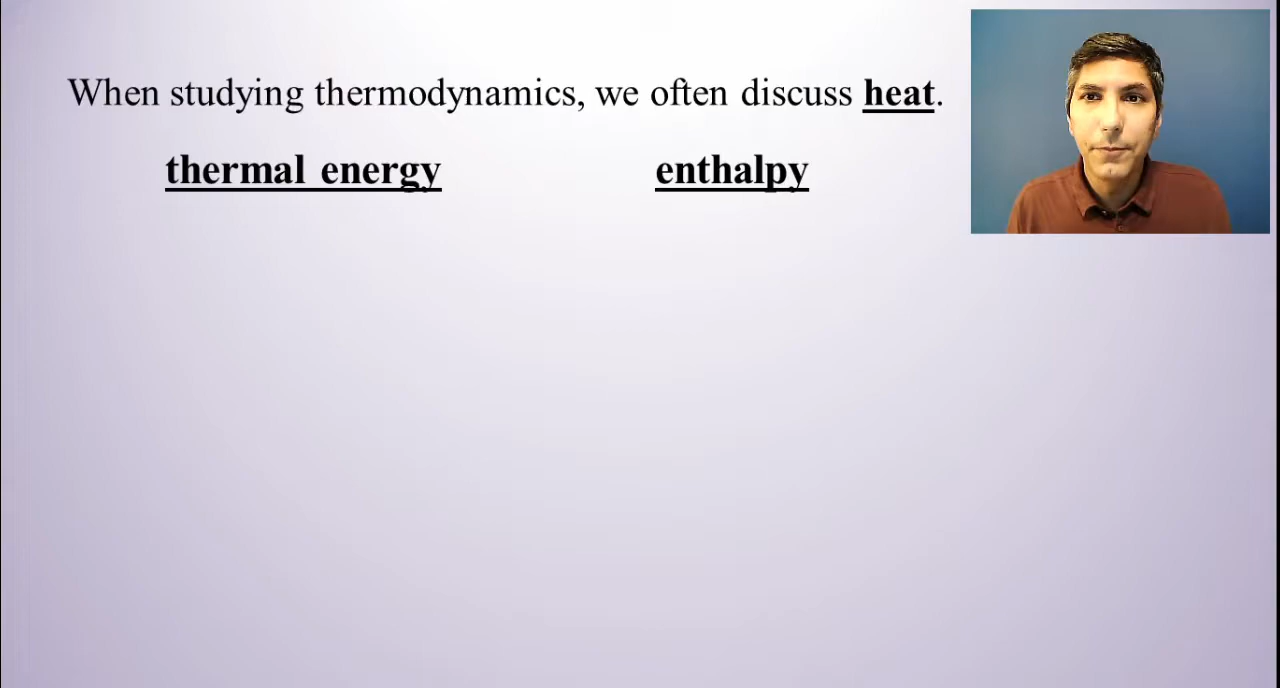 When studying thermodynamics, we often discuss heat.
thermal energy enthalpy